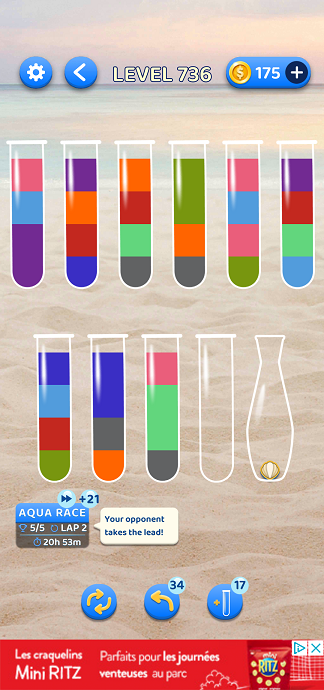 LEVEL 736
175 +
+21
AQUA RACE
5/5 LAP 2
20h 53m
Your opponent
takes the lead!
34
17
+
Les craquelins
Mini RITZ
Parfaits pour les journées
venteuses au parc
RITZ